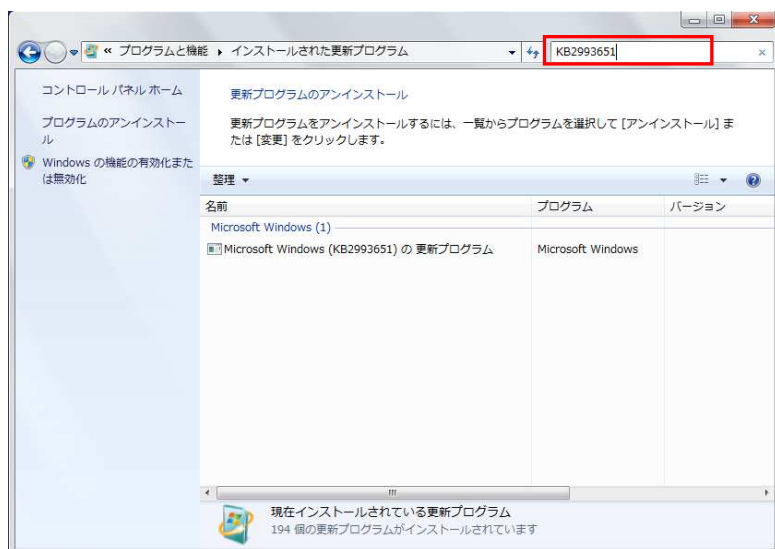 « プログラムと機能 ▸ インストールされた更新プログラム
KB2993651
コントロール パネル ホーム
プログラムのアンインストー
ル
Windows の機能の有効化また
は無効化
更新プログラムのアンインストール
更新プログラムをアンインストールするには、一覧からプログラムを選択して [アンインストール] ま
たは [変更] をクリックします。
整理
名前 プログラム バージョン
Microsoft Windows (1)
Microsoft Windows (KB2993651) の 更新プログラム Microsoft Windows
現在インストールされている更新プログラム
194 個の更新プログラムがインストールされています